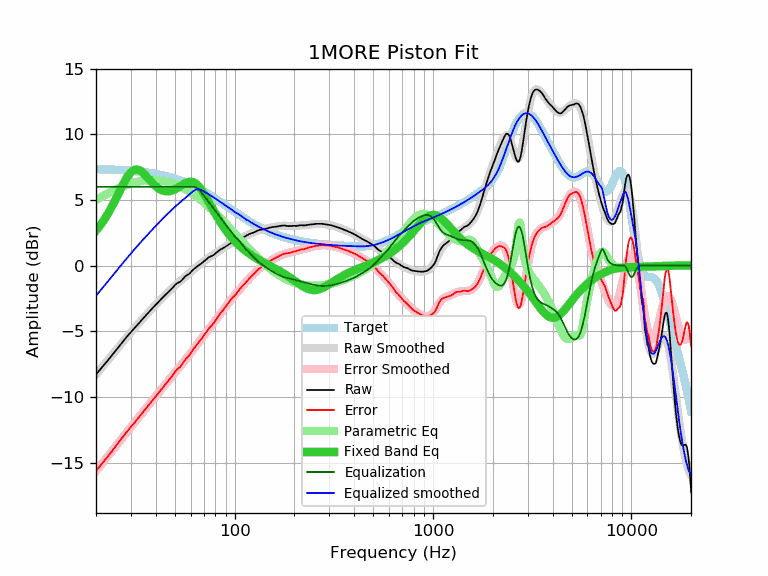 1MORE Piston Fit
15
10
5
0
−5
−10
−15
Amplitude (dBr)
Target
Raw Smoothed
Error Smoothed
Raw
Error
Parametric Eq
Fixed Band Eq
Equalization
Equalized smoothed
100
1000
10000
Frequency (Hz)